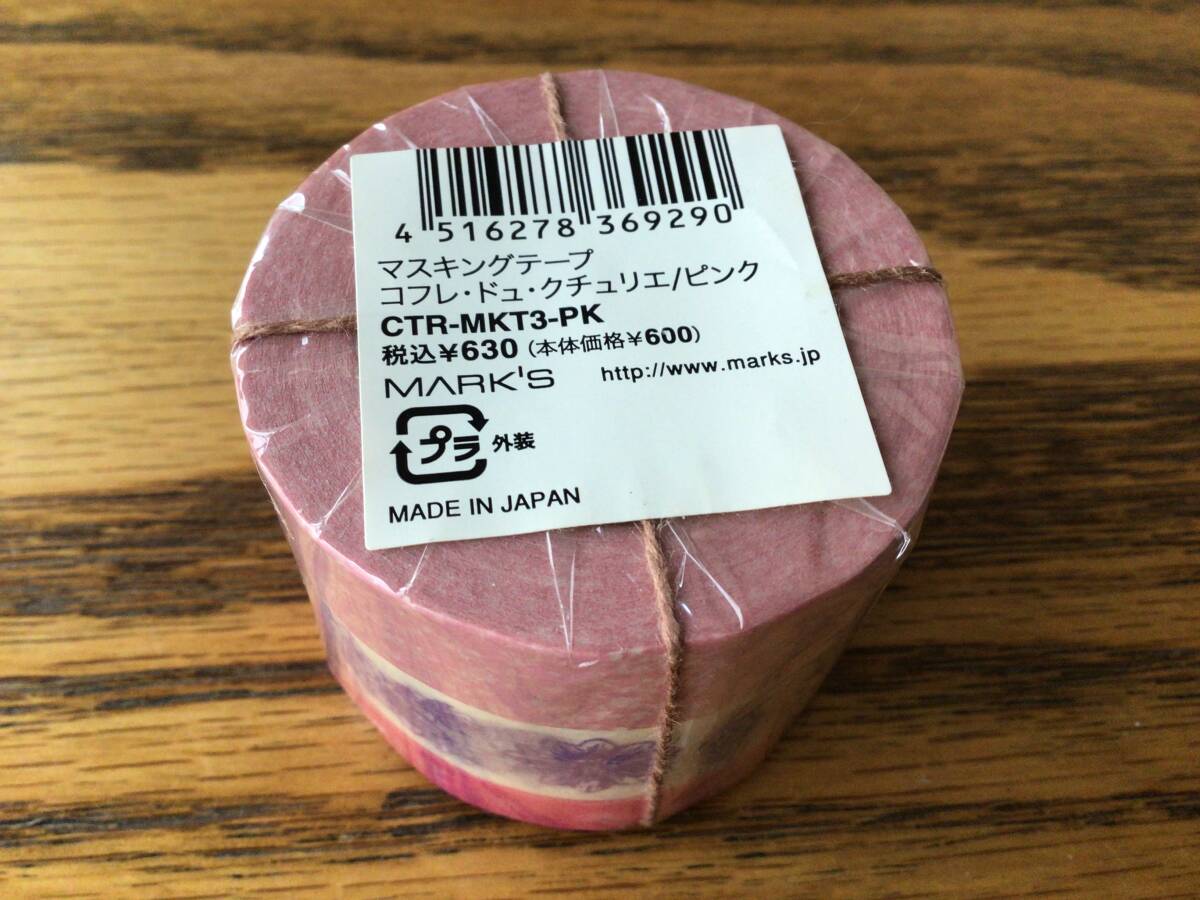 4 516278 369290
マスキングテープ
コフレ・ドュ・クチュリエ/ピンク
CTR-MKT3-PK
税込¥630 (本体価格¥600)
MARK'S http://www.marks.jp
プラ 外装
MADE IN JAPAN